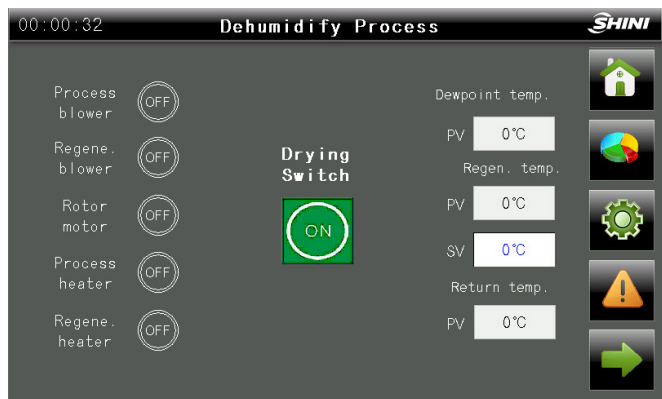 00:00:32
Dehumidify Process
SHINI
Process
blower
OFF
Regene.
blower
OFF
Rotor
motor
OFF
Process
heater
OFF
Regene.
heater
OFF
Drying
Switch
ON
Dewpoint temp.
PV 0℃
Regen. temp.
PV 0℃
SV 0℃
Return temp.
PV 0℃